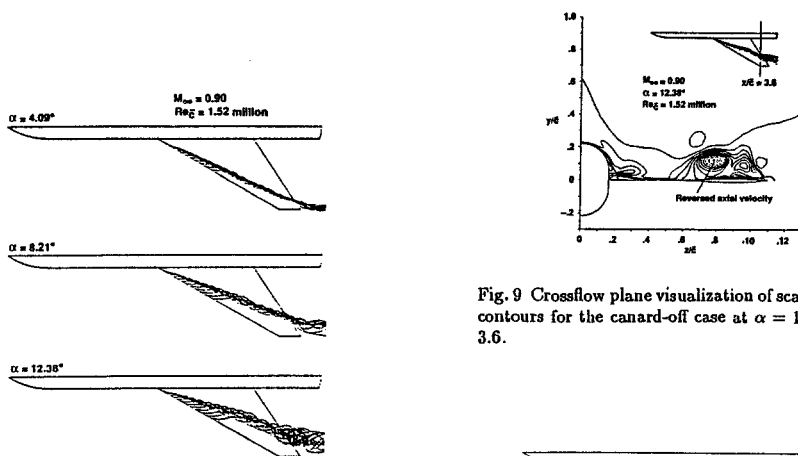 M∞ = 0.90
Re_c̄ = 1.52 million
α = 4.09°
α = 8.21°
α = 12.38°
1.0
.8
.6
.4
.2
0
-.2
y/c̄
M∞ = 0.90
α = 12.38°
Re_c̄ = 1.52 million
x/c̄ = 3.6
Reversed axial velocity
0 .2 .4 .6 .8 .10 .12
z/c̄
Fig. 9 Crossflow plane visualization of sca
contours for the canard-off case at α = 1
3.6.